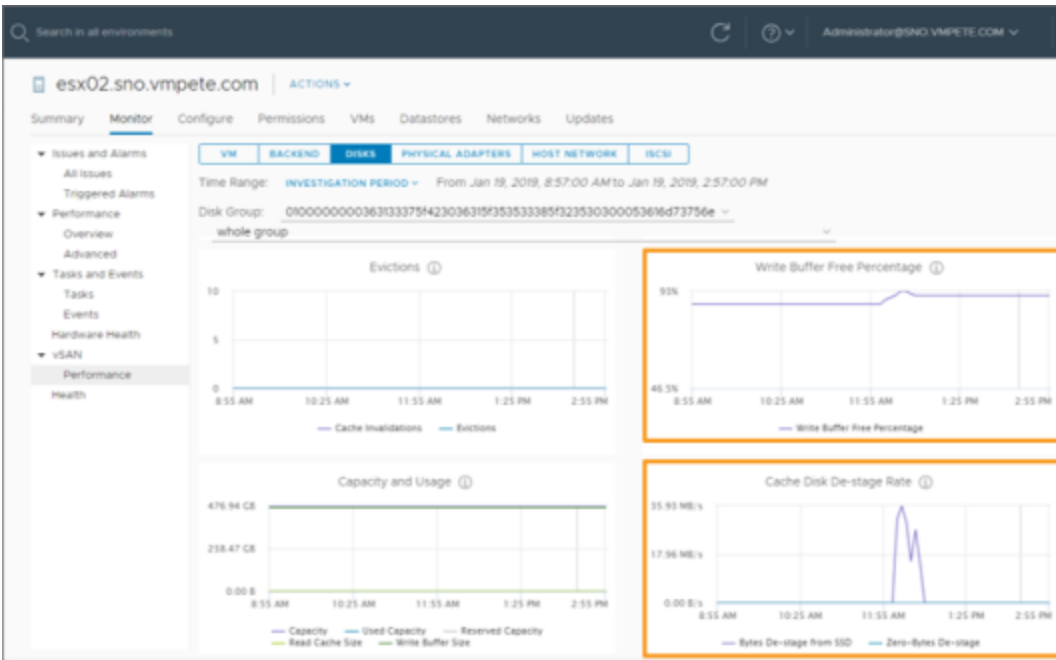 Search in all environments
Administrator@SNO.VMPETE.COM
esx02.sno.vmpete.com ACTIONS
Summary Monitor Configure Permissions VMs Datastores Networks Updates
Issues and Alarms
All Issues
Triggered Alarms
Performance
Overview
Advanced
Tasks and Events
Tasks
Events
Hardware Health
vSAN
Performance
Health
VM BACKEND DISKS PHYSICAL ADAPTERS HOST NETWORK ISCSI
Time Range: INVESTIGATION PERIOD From Jan 19, 2019, 8:57:00 AM to Jan 19, 2019, 2:57:00 PM
Disk Group:
whole group
Evictions
10
5
0
8:55 AM 10:25 AM 11:55 AM 1:25 PM 2:55 PM
Cache Invalidations Evictions
Write Buffer Free Percentage
93%
46.5%
8:55 AM 10:25 AM 11:55 AM 1:25 PM 2:55 PM
Write Buffer Free Percentage
Capacity and Usage
476.94 GB
238.47 GB
0.00 B
8:55 AM 10:25 AM 11:55 AM 1:25 PM 2:55 PM
Capacity Used Capacity Reserved Capacity
Read Cache Size Write Buffer Size
Cache Disk De-stage Rate
35.93 MB/s
17.96 MB/s
0.00 B/s
8:55 AM 10:25 AM 11:55 AM 1:25 PM 2:55 PM
Bytes De-stage from SSD Zero-Bytes De-stage